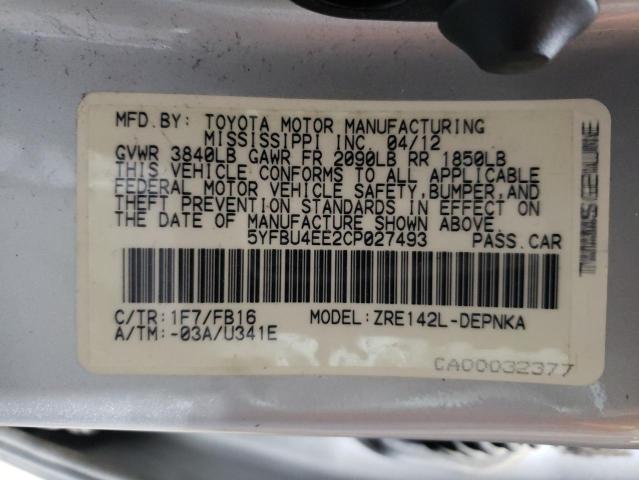 MFD.BY: TOYOTA MOTOR MANUFACTURING
MISSISSIPPI INC. 04/12
GVWR 3840LB GAWR FR 2090LB RR 1850LB
THIS VEHICLE CONFORMS TO ALL APPLICABLE
FEDERAL MOTOR VEHICLE SAFETY,BUMPER,AND
THEFT PREVENTION STANDARDS IN EFFECT ON
THE DATE OF MANUFACTURE SHOWN ABOVE.
5YFBU4EE2CP027493 PASS.CAR
C/TR:1F7/FB16 MODEL:ZRE142L-DEPNKA
A/TM:-03A/U341E
CA00032377